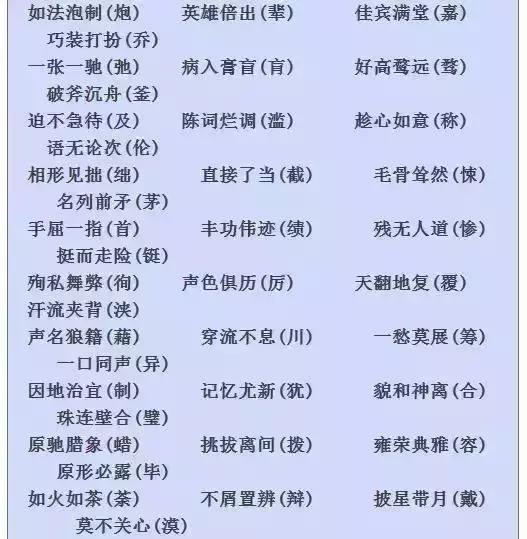 如法泡制(炮) 英雄倍出(辈) 佳宾满堂(嘉)
巧装打扮(乔)
一张一驰(弛) 病入膏盲(肓) 好高鹜远(骛)
破斧沉舟(釜)
迫不急待(及) 陈词烂调(滥) 趁心如意(称)
语无论次(伦)
相形见拙(绌) 直接了当(截) 毛骨耸然(悚)
名列前矛(茅)
手屈一指(首) 丰功伟迹(绩) 残无人道(惨)
挺而走险(铤)
殉私舞弊(徇) 声色俱历(厉) 天翻地复(覆)
汗流夹背(浃)
声名狼籍(藉) 穿流不息(川) 一愁莫展(筹)
一口同声(异)
因地治宜(制) 记忆尤新(犹) 貌和神离(合)
珠连壁合(璧)
原驰腊象(蜡) 挑拔离间(拨) 雍荣典雅(容)
原形必露(毕)
如火如茶(荼) 不屑置辨(辩) 披星带月(戴)
莫不关心(漠)